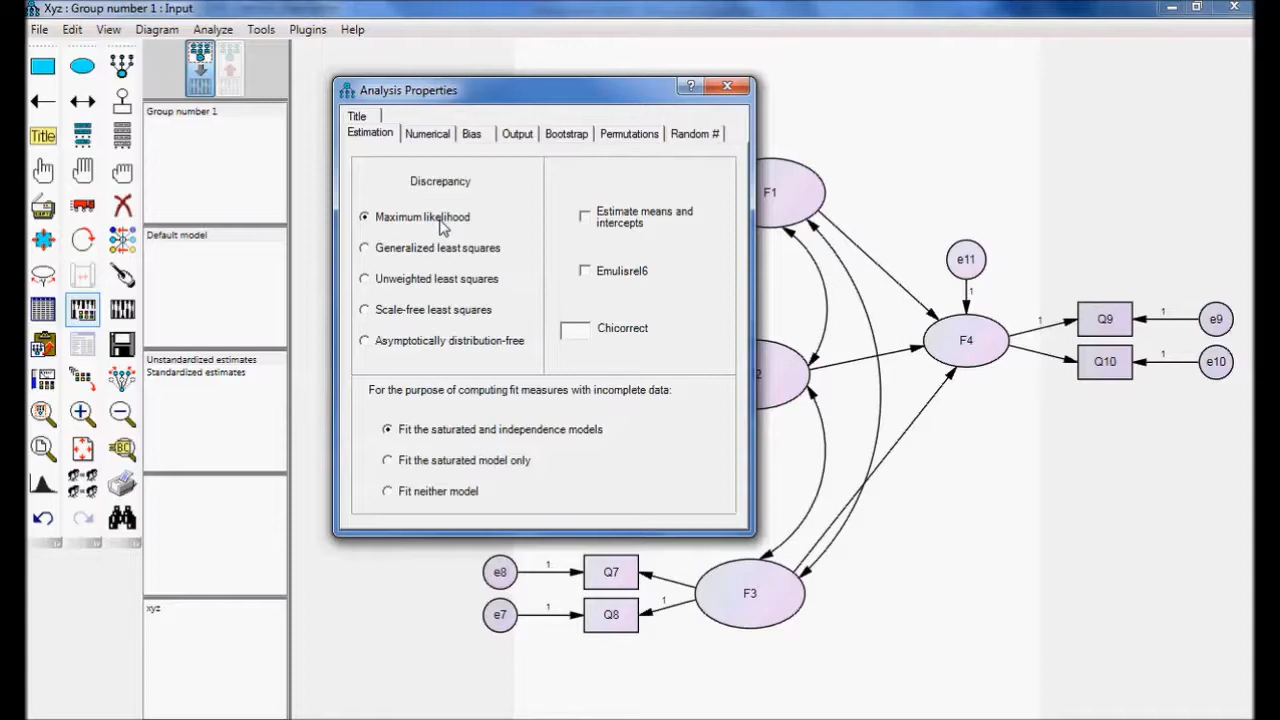 Xyz : Group number 1 : Input
File Edit View Diagram Analyze Tools Plugins Help
Title
Group number 1
Default model
Unstandardized estimates
Standardized estimates
xyz
Analysis Properties
Title
Estimation Numerical Bias Output Bootstrap Permutations Random #
Discrepancy
Maximum likelihood
Generalized least squares
Unweighted least squares
Scale-free least squares
Asymptotically distribution-free
Estimate means and
intercepts
Emulisrel6
Chicorrect
For the purpose of computing fit measures with incomplete data:
Fit the saturated and independence models
Fit the saturated model only
Fit neither model
F1
2
e11
1
F4
1
Q9
1
e9
Q10
1
e10
e8
1
Q7
e7
1
Q8
1
F3